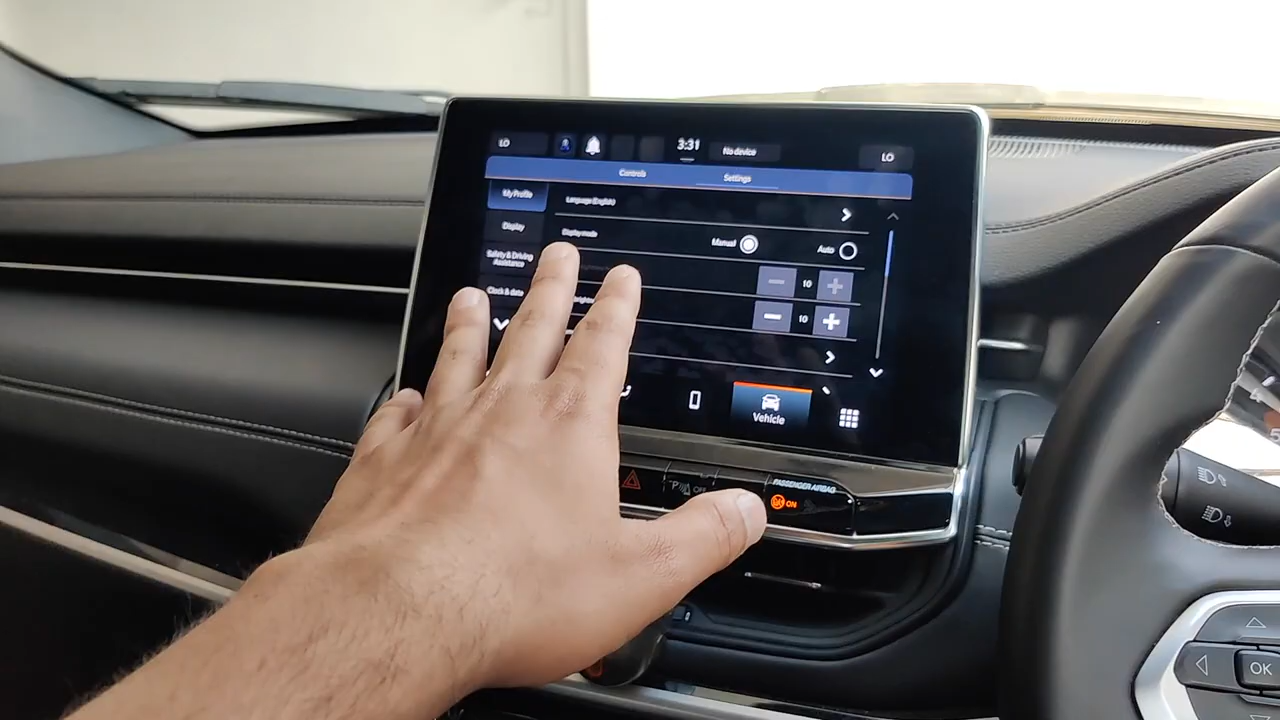 LO
3:31
No device
LO
Controls
Settings
My Profile
Language (English)
Display
Display mode
Manual
Auto
Safety & Driving
Assistance
10
Clock & date
10
Vehicle
OFF
PASSENGER AIRBAG
ON
OK